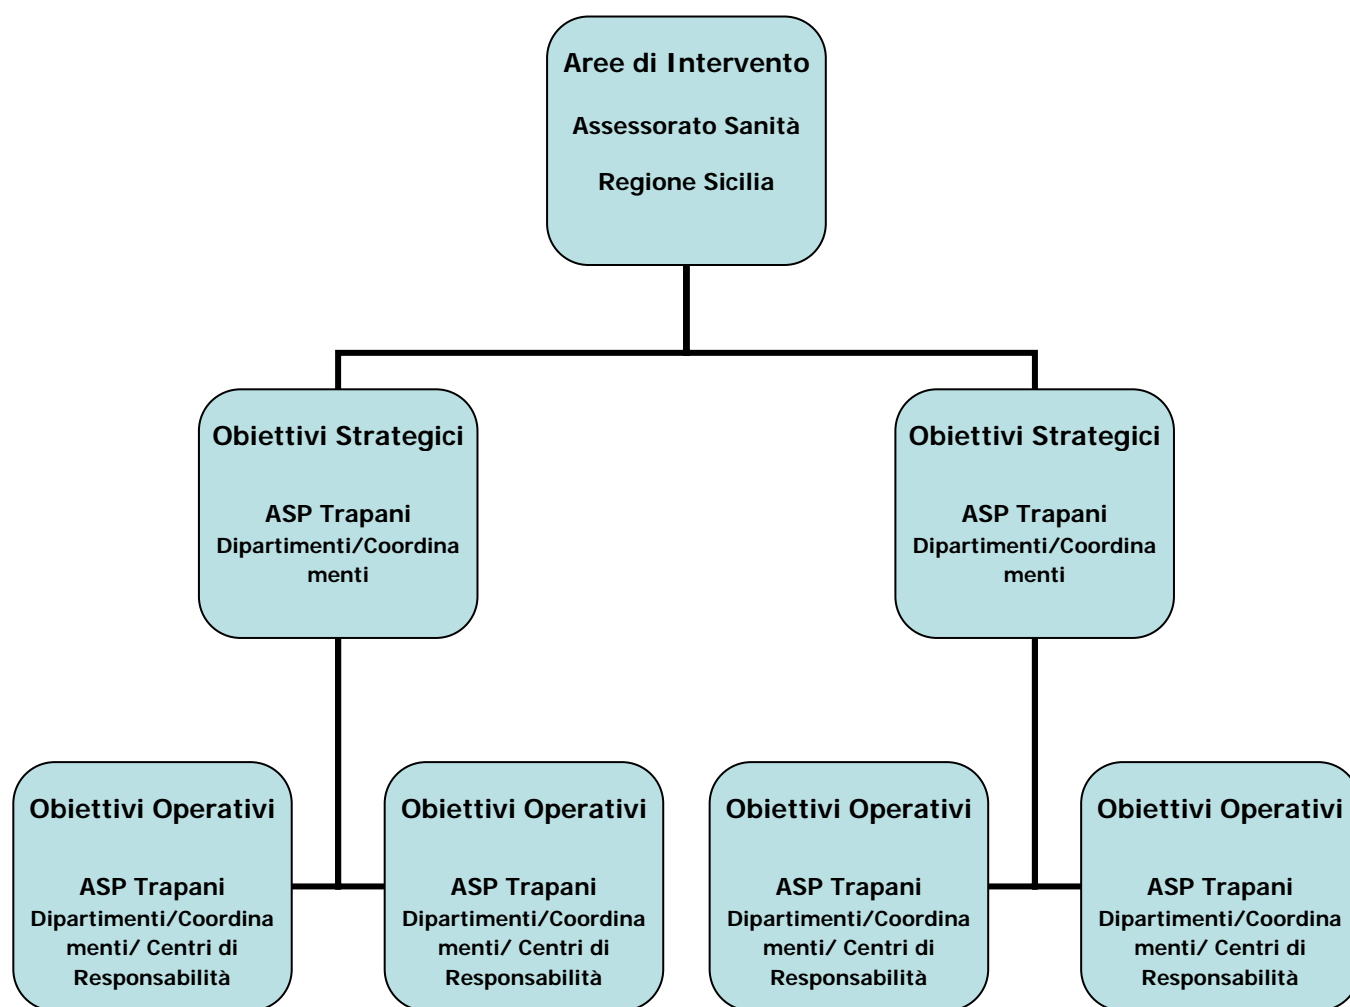 Aree di Intervento
Assessorato Sanità
Regione Sicilia
Obiettivi Strategici
ASP Trapani
Dipartimenti/Coordina
menti
Obiettivi Strategici
ASP Trapani
Dipartimenti/Coordina
menti
Obiettivi Operativi
ASP Trapani
Dipartimenti/Coordina
menti/ Centri di
Responsabilità
Obiettivi Operativi
ASP Trapani
Dipartimenti/Coordina
menti/ Centri di
Responsabilità
Obiettivi Operativi
ASP Trapani
Dipartimenti/Coordina
menti/ Centri di
Responsabilità
Obiettivi Operativi
ASP Trapani
Dipartimenti/Coordina
menti/ Centri di
Responsabilità